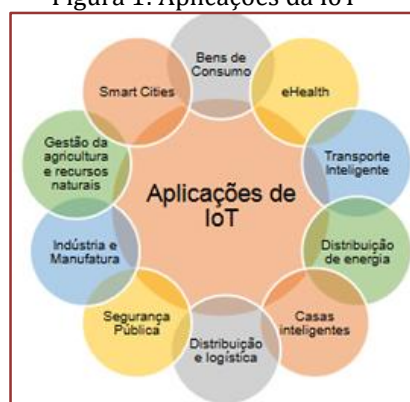 Figura 1: Aplicações da IoT
Bens de
Consumo
eHealth
Transporte
Inteligente
Distribuição
de energia
Casas
inteligentes
Distribuição
e logística
Segurança
Pública
Indústria e
Manufatura
Gestão da
agricultura
e recursos
naturais
Smart Cities
Aplicações de
IoT